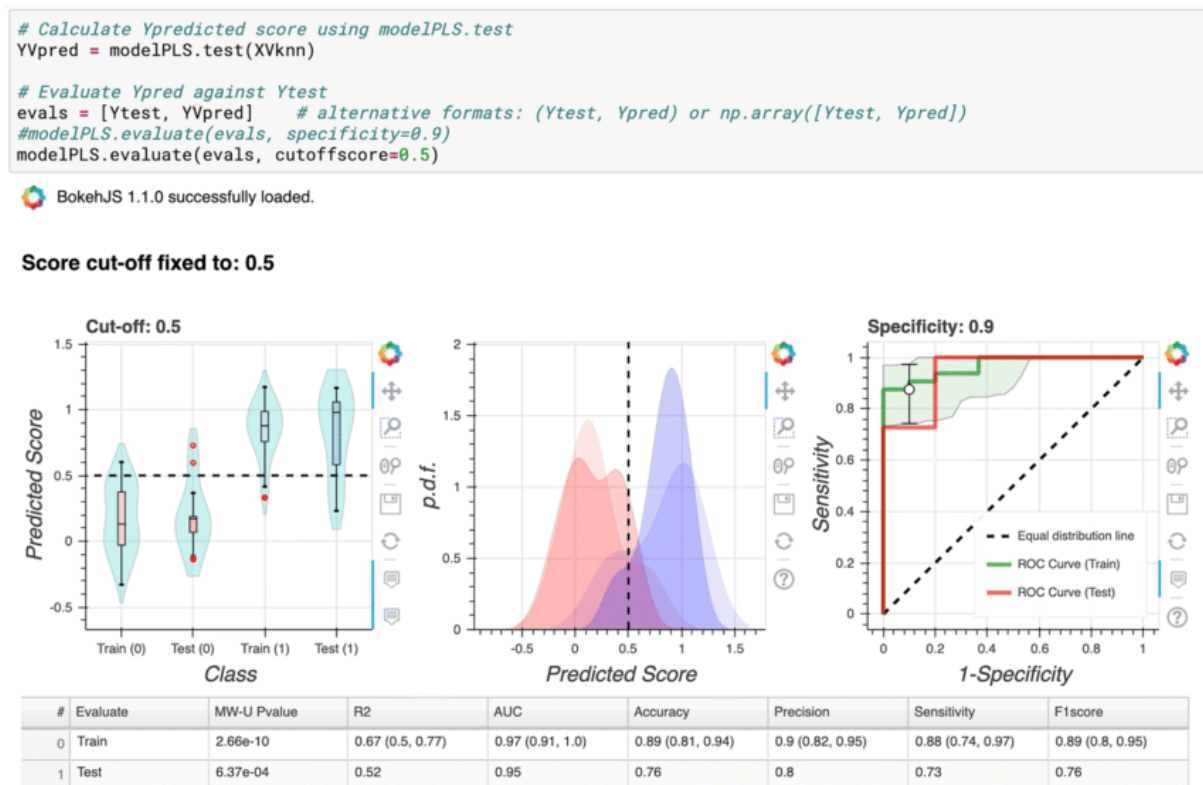 # Calculate Ypredicted score using modelPLS.test
YVpred = modelPLS.test(XVknn)
# Evaluate Ypred against Ytest
evals = [Ytest, YVpred]    # alternative formats: (Ytest, Ypred) or np.array([Ytest, Ypred])
#modelPLS.evaluate(evals, specificity=0.9)
modelPLS.evaluate(evals, cutoffscore=0.5)
BokehJS 1.1.0 successfully loaded.
Score cut-off fixed to: 0.5
Cut-off: 0.5
Predicted Score
1.5
1
0.5
0
-0.5
Train (0) Test (0) Train (1) Test (1)
Class
p.d.f.
2
1.5
1
0.5
0
-0.5 0 0.5 1 1.5
Predicted Score
Specificity: 0.9
Sensitivity
1
0.8
0.6
0.4
0.2
0
Equal distribution line
ROC Curve (Train)
ROC Curve (Test)
0 0.2 0.4 0.6 0.8 1
1-Specificity
# Evaluate MW-U Pvalue R2 AUC Accuracy Precision Sensitivity F1score
0 Train 2.66e-10 0.67 (0.5, 0.77) 0.97 (0.91, 1.0) 0.89 (0.81, 0.94) 0.9 (0.82, 0.95) 0.88 (0.74, 0.97) 0.89 (0.8, 0.95)
1 Test 6.37e-04 0.52 0.95 0.76 0.8 0.73 0.76